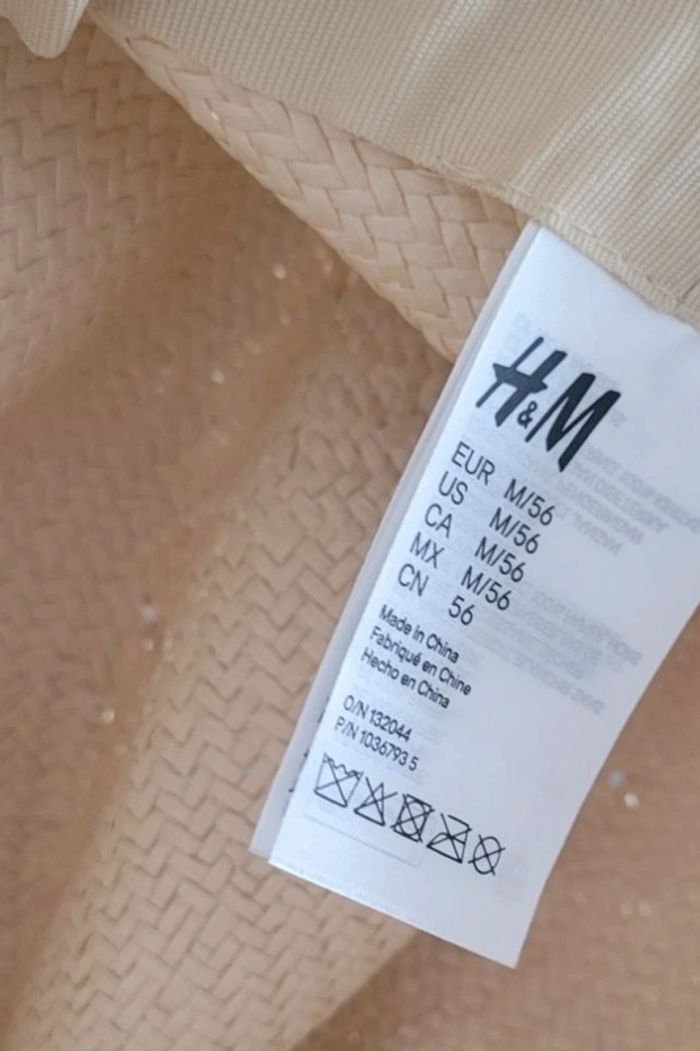 H&M
EUR M/56
US M/56
CA M/56
MX M/56
CN 56
Made in China
Fabriqué en Chine
Hecho en China
O/N 132044
P/N 1036793 5